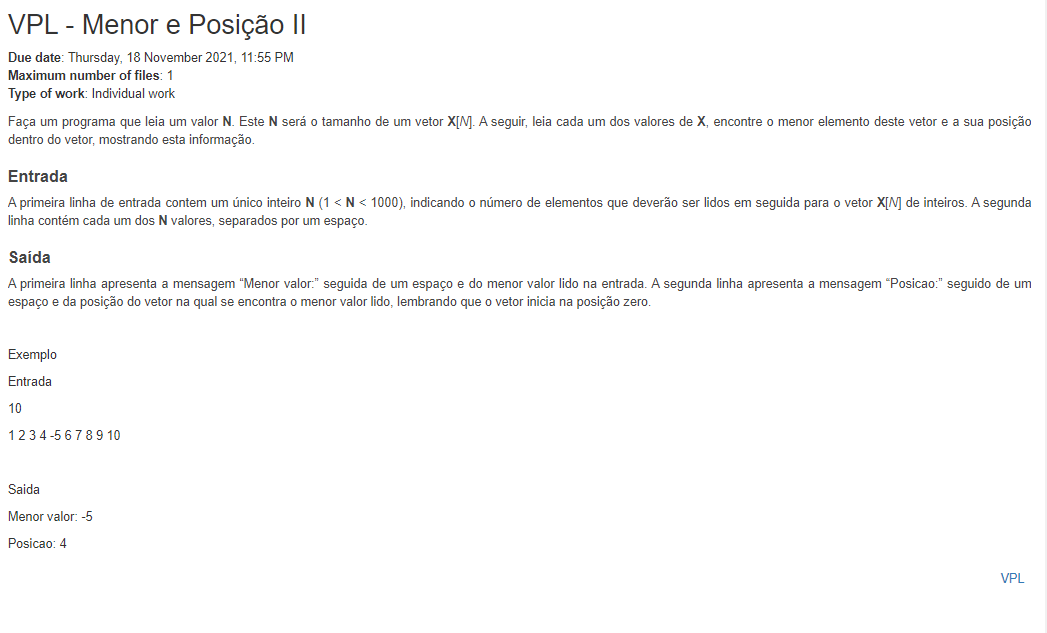 VPL - Menor e Posição II
Due date: Thursday, 18 November 2021, 11:55 PM
Maximum number of files: 1
Type of work: Individual work
Faça um programa que leia um valor N. Este N será o tamanho de um vetor X[N]. A seguir, leia cada um dos valores de X, encontre o menor elemento deste vetor e a sua posição
dentro do vetor, mostrando esta informação.
Entrada
A primeira linha de entrada contem um único inteiro N (1 < N < 1000), indicando o número de elementos que deverão ser lidos em seguida para o vetor X[N] de inteiros. A segunda
linha contém cada um dos N valores, separados por um espaço.
Saída
A primeira linha apresenta a mensagem “Menor valor:” seguida de um espaço e do menor valor lido na entrada. A segunda linha apresenta a mensagem “Posicao:” seguido de um
espaço e da posição do vetor na qual se encontra o menor valor lido, lembrando que o vetor inicia na posição zero.
Exemplo
Entrada
10
1 2 3 4 -5 6 7 8 9 10
Saida
Menor valor: -5
Posicao: 4
VPL